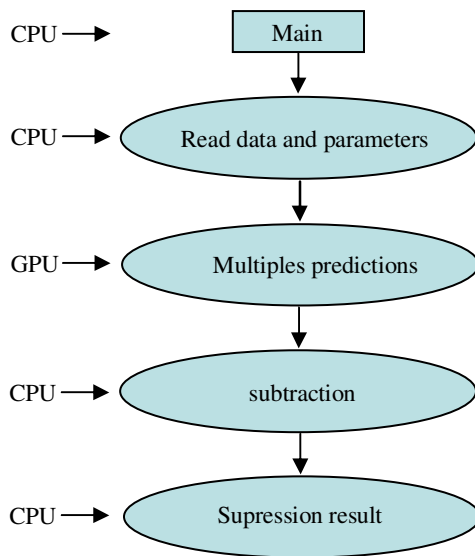 CPU Main
CPU Read data and parameters
GPU Multiples predictions
CPU subtraction
CPU Supression result